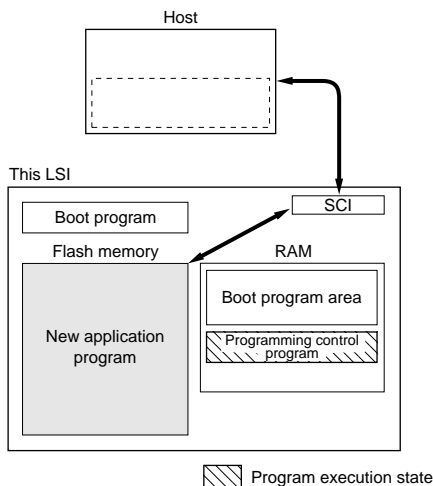 Host
This LSI
SCI
Boot program
Flash memory
RAM
Boot program area
New application
program
Programming control
program
Program execution state